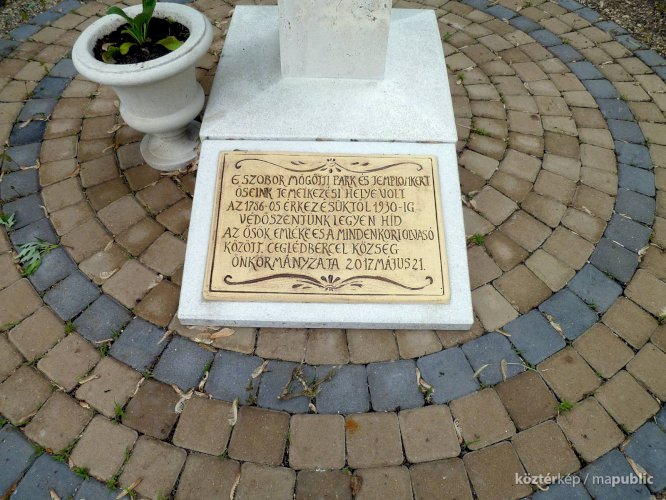 E SZOBOR MÖGÖTTI PARK ÉS TEMPLOMKERT
ŐSEINK TEMETKEZÉSI HELYE VOLT
AZ 1786-OS ÉRKEZÉSÜKTŐL 1930-IG.
VÉDŐSZENTÜNK LEGYEN HÍD
AZ ŐSÖK EMLÉKE ÉS A MINDENKORI OLVASÓ
KÖZÖTT. CEGLÉDBERCEL KÖZSÉG
ÖNKORMÁNYZATA 2017 MÁJUS 21.
köztérkép / mapublic